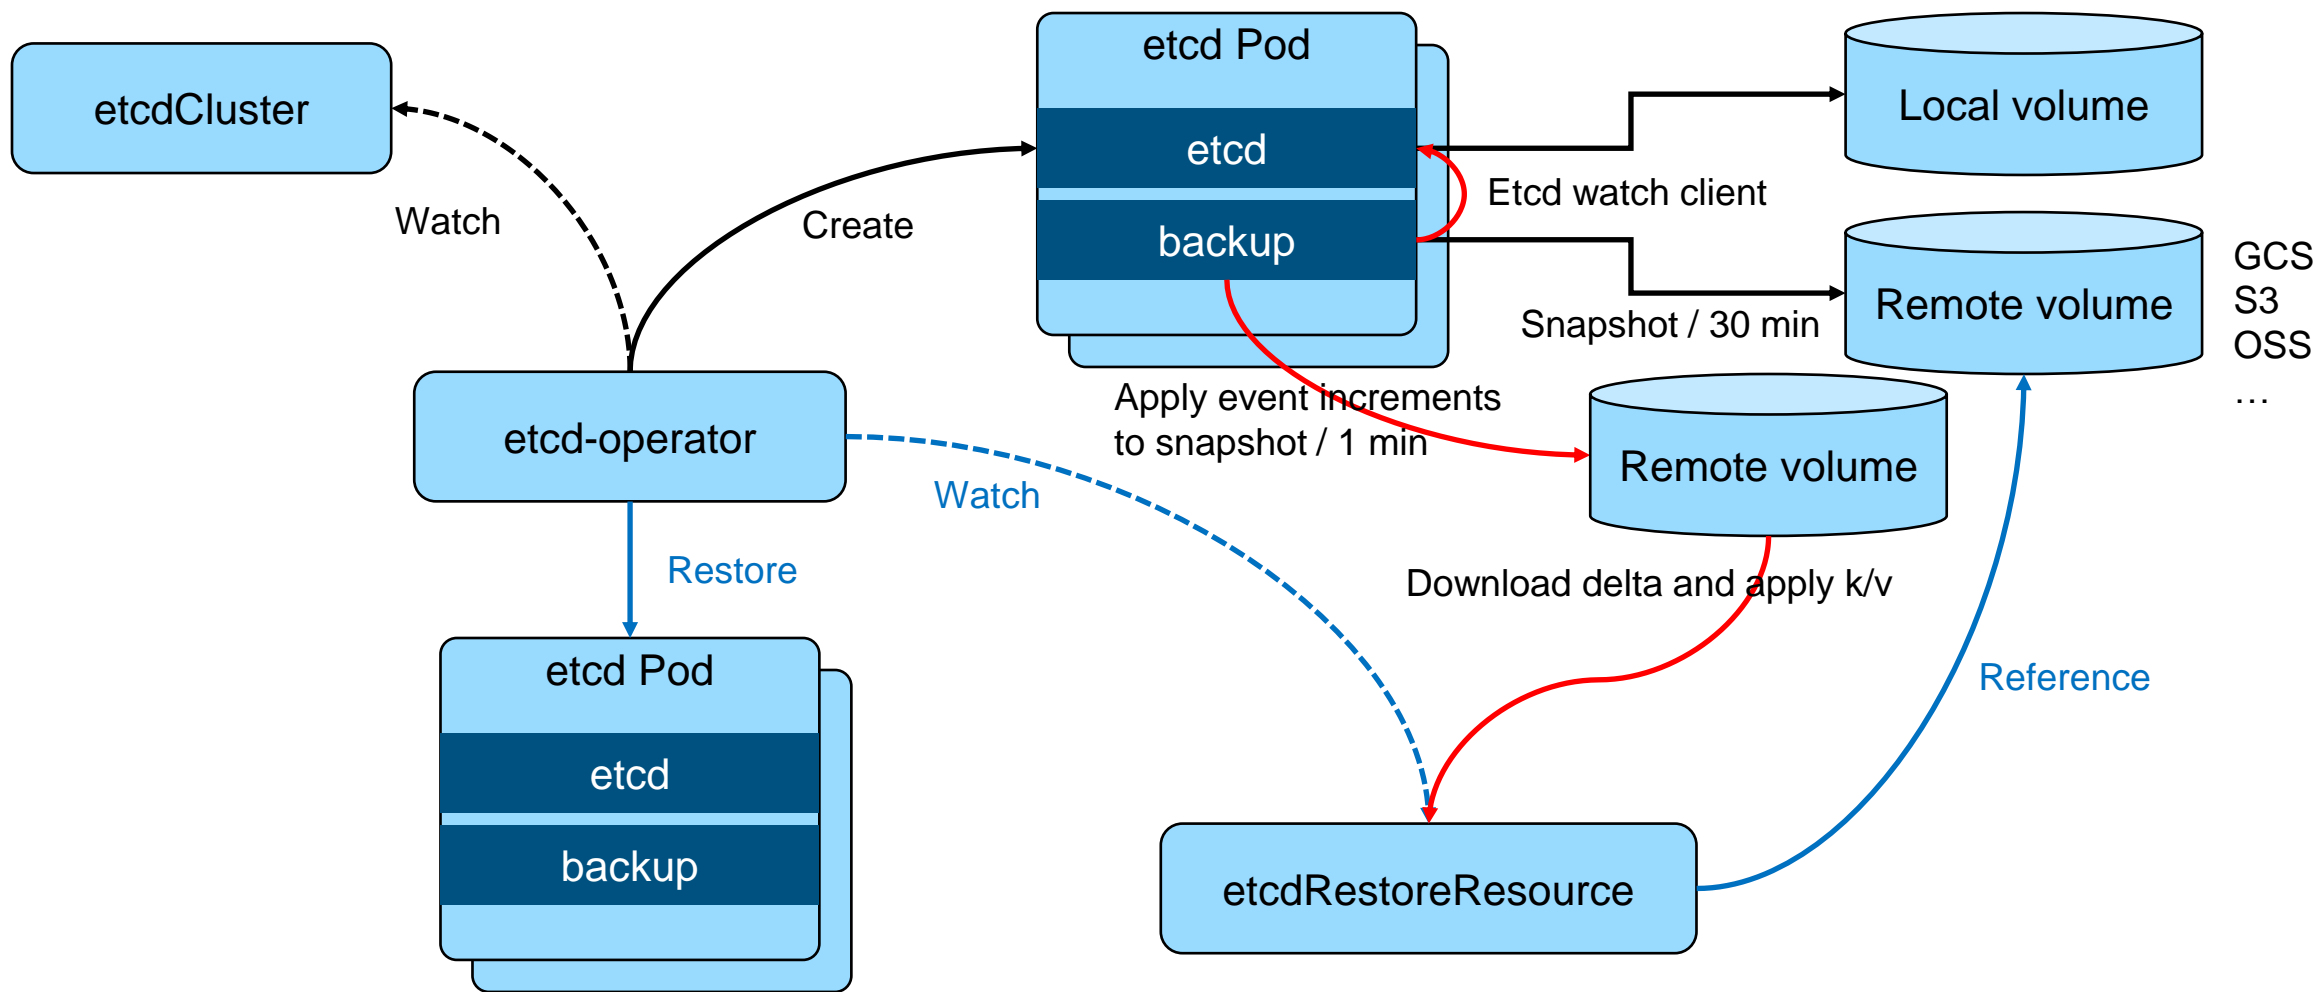 etcd Pod
etcdCluster
Local volume
etcd
Etcd watch client
Watch
Create
backup
GCS
S3
OSS
…
Remote volume
Snapshot / 30 min
Apply event increments
to snapshot / 1 min
etcd-operator
Remote volume
Watch
Restore
Download delta and apply k/v
etcd Pod
Reference
etcd
backup
etcdRestoreResource